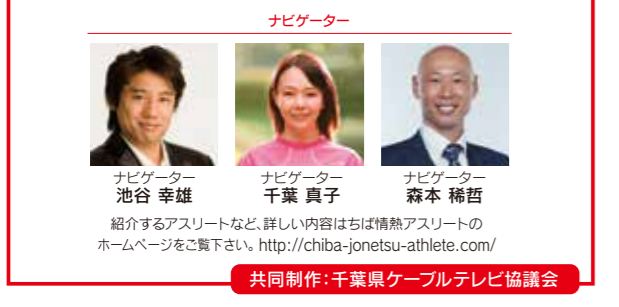 ナビゲーター
ナビゲーター ナビゲーター ナビゲーター
池谷 幸雄 千葉 真子 森本 稀哲
紹介するアスリートなど、詳しい内容はちば情熱アスリートの
ホームページをご覧下さい。http://chiba-jonetsu-athlete.com/
共同制作：千葉県ケーブルテレビ協議会